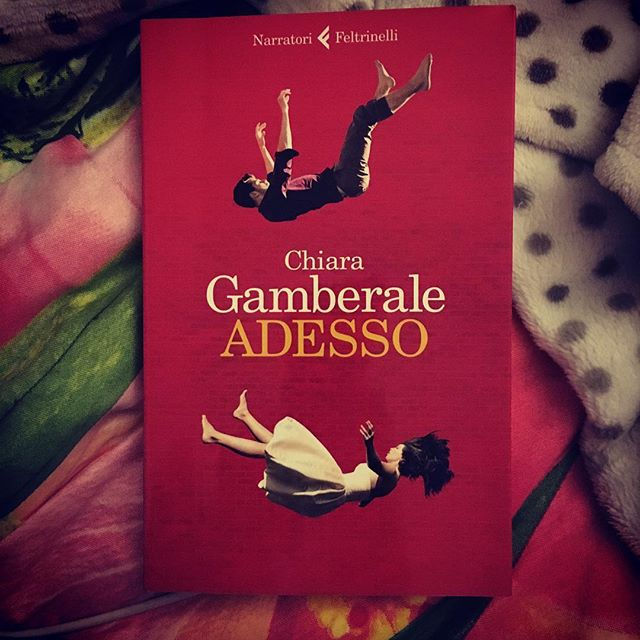 Narratori Feltrinelli
Chiara
Gamberale
ADESSO